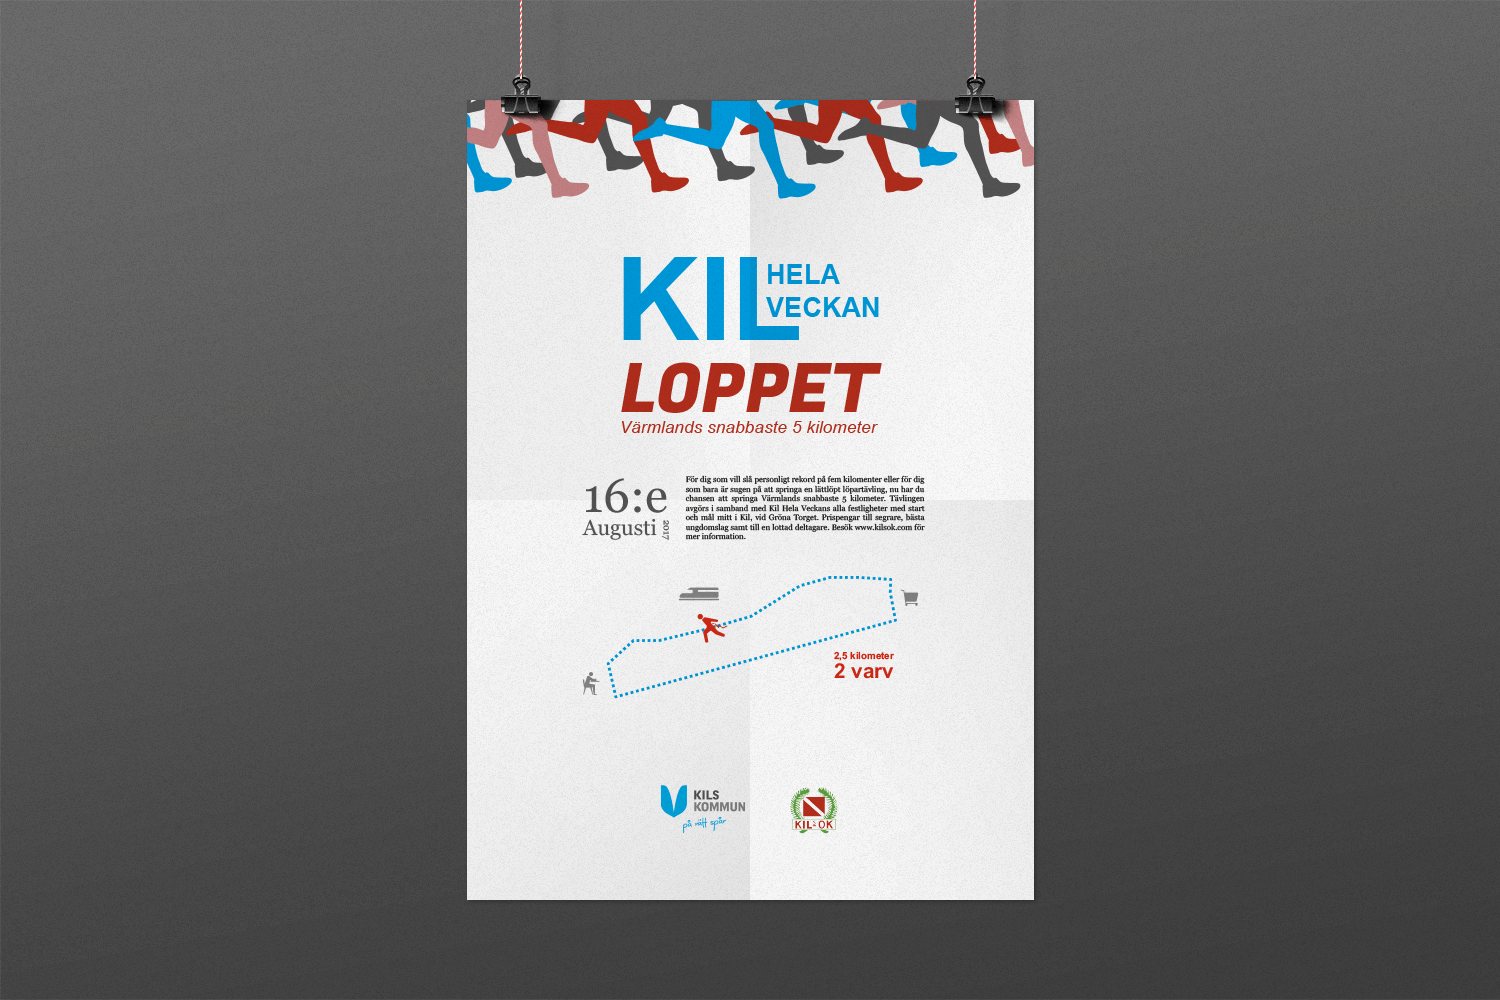 KIL HELA
VECKAN
LOPPET
Värmlands snabbaste 5 kilometer
16:e
Augusti 2017
För dig som vill slå personligt rekord på fem kilomenter eller för dig
som bara är sugen på att springa en lättlöpt löpartävling, nu har du
chansen att springa Värmlands snabbaste 5 kilometer. Tävlingen
avgörs i samband med Kil Hela Veckans alla festligheter med start
och mål mitt i Kil, vid Gröna Torget. Prispengar till segrare, bästa
ungdomslag samt till en lottad deltagare. Besök www.kilsok.com för
mer information.
2,5 kilometer
2 varv
KILS
KOMMUN
på rätt spår
KILS OK